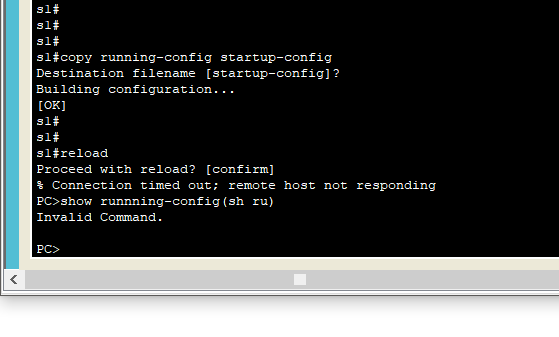 s1#
s1#
s1#
s1#copy running-config startup-config
Destination filename [startup-config]?
Building configuration...
[OK]
s1#
s1#
s1#reload
Proceed with reload? [confirm]
% Connection timed out; remote host not responding
PC>show runnning-config(sh ru)
Invalid Command.
PC>